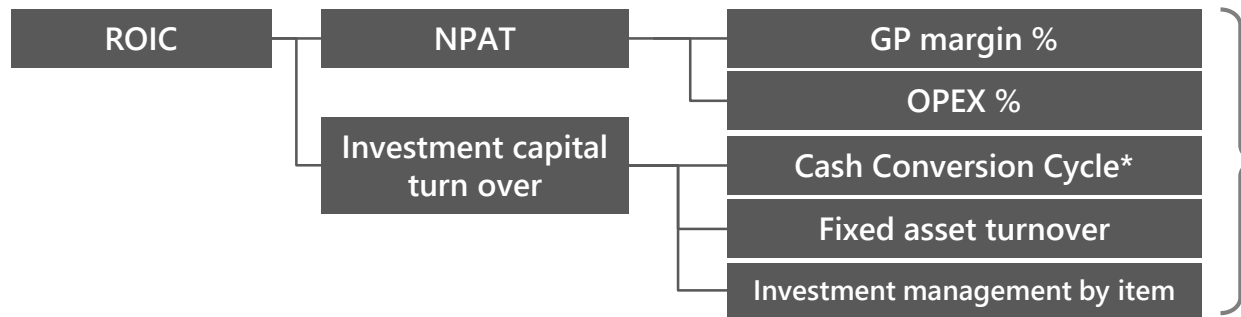 ROIC
NPAT
GP margin %
OPEX %
Investment capital
turn over
Cash Conversion Cycle*
Fixed asset turnover
Investment management by item